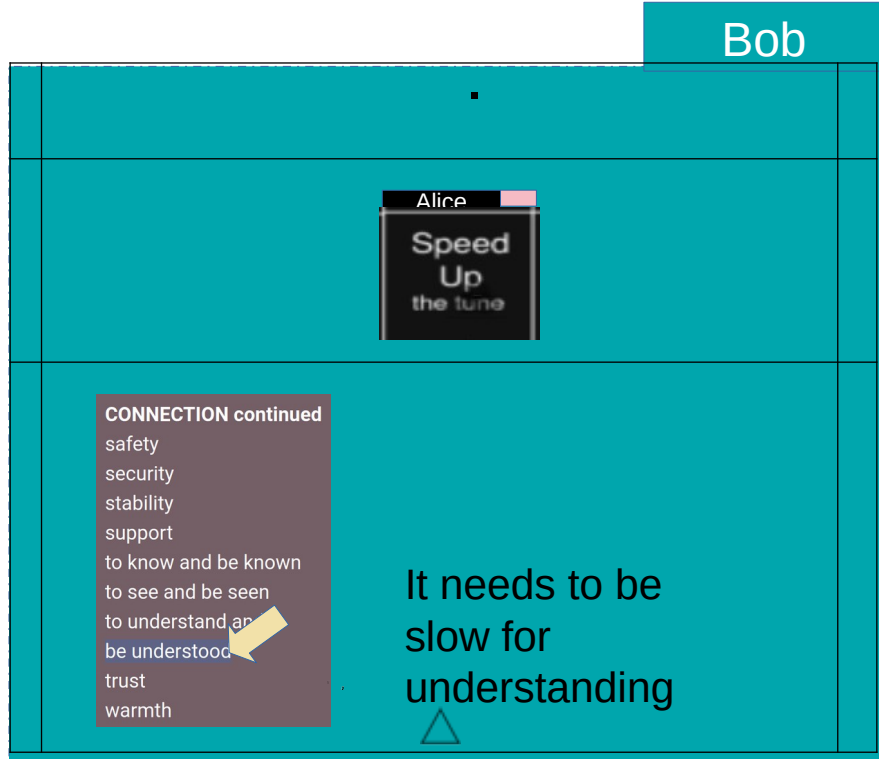 Bob
Alice
Speed
Up
the tune
CONNECTION continued
safety
security
stability
support
to know and be known
to see and be seen
to understand an
be understood
trust
warmth
It needs to be
slow for
understanding